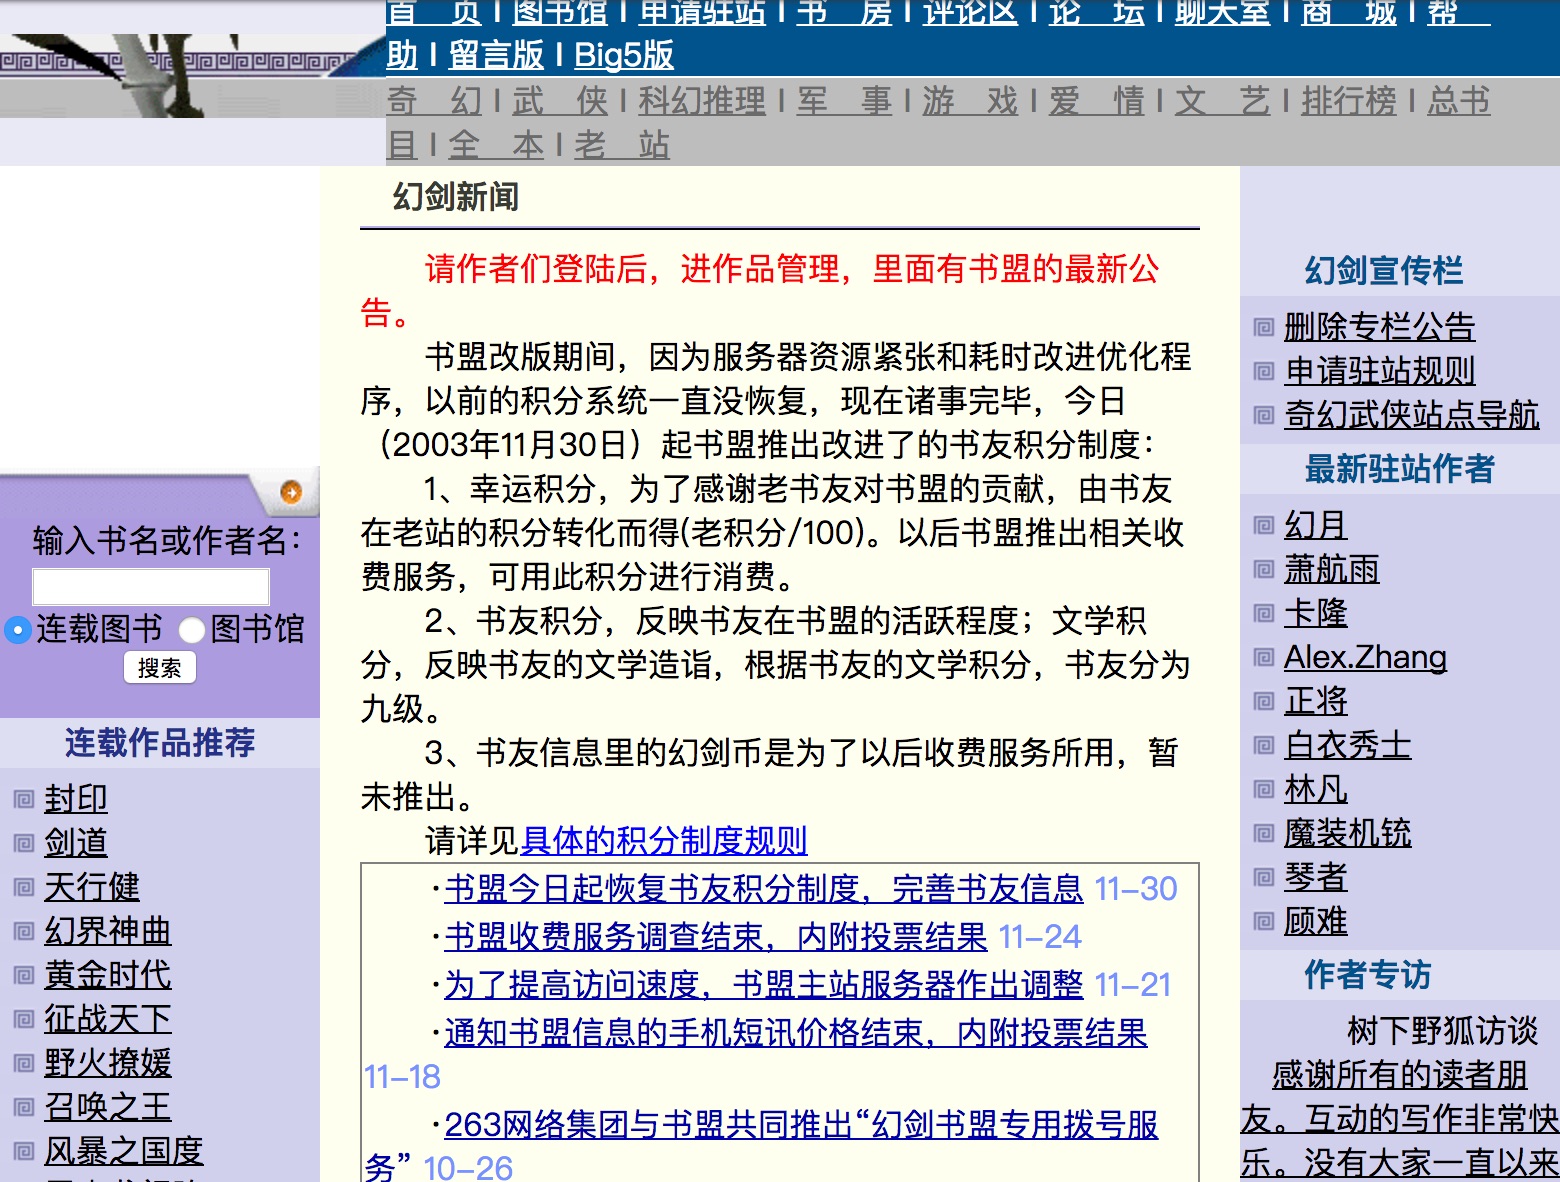 首　页 | 图书馆 | 申请驻站 | 书　房 | 评论区 | 论　坛 | 聊天室 | 商　城 | 帮
助 | 留言版 | Big5版
奇　幻 | 武　侠 | 科幻推理 | 军　事 | 游　戏 | 爱　情 | 文　艺 | 排行榜 | 总书
目 | 全　本 | 老　站
输入书名或作者名：
连载图书 图书馆
搜索
连载作品推荐
封印
剑道
天行健
幻界神曲
黄金时代
征战天下
野火撩媛
召唤之王
风暴之国度
幻剑新闻
请作者们登陆后，进作品管理，里面有书盟的最新公
告。
书盟改版期间，因为服务器资源紧张和耗时改进优化程
序，以前的积分系统一直没恢复，现在诸事完毕，今日
（2003年11月30日）起书盟推出改进了的书友积分制度：
1、幸运积分，为了感谢老书友对书盟的贡献，由书友
在老站的积分转化而得(老积分/100)。以后书盟推出相关收
费服务，可用此积分进行消费。
2、书友积分，反映书友在书盟的活跃程度；文学积
分，反映书友的文学造诣，根据书友的文学积分，书友分为
九级。
3、书友信息里的幻剑币是为了以后收费服务所用，暂
未推出。
请详见具体的积分制度规则
·书盟今日起恢复书友积分制度，完善书友信息 11-30
·书盟收费服务调查结束，内附投票结果 11-24
·为了提高访问速度，书盟主站服务器作出调整 11-21
·通知书盟信息的手机短讯价格结束，内附投票结果
11-18
·263网络集团与书盟共同推出“幻剑书盟专用拨号服
务” 10-26
幻剑宣传栏
删除专栏公告
申请驻站规则
奇幻武侠站点导航
最新驻站作者
幻月
萧航雨
卡隆
Alex.Zhang
正将
白衣秀士
林凡
魔装机铳
琴者
顾难
作者专访
树下野狐访谈
感谢所有的读者朋
友。互动的写作非常快
乐。没有大家一直以来